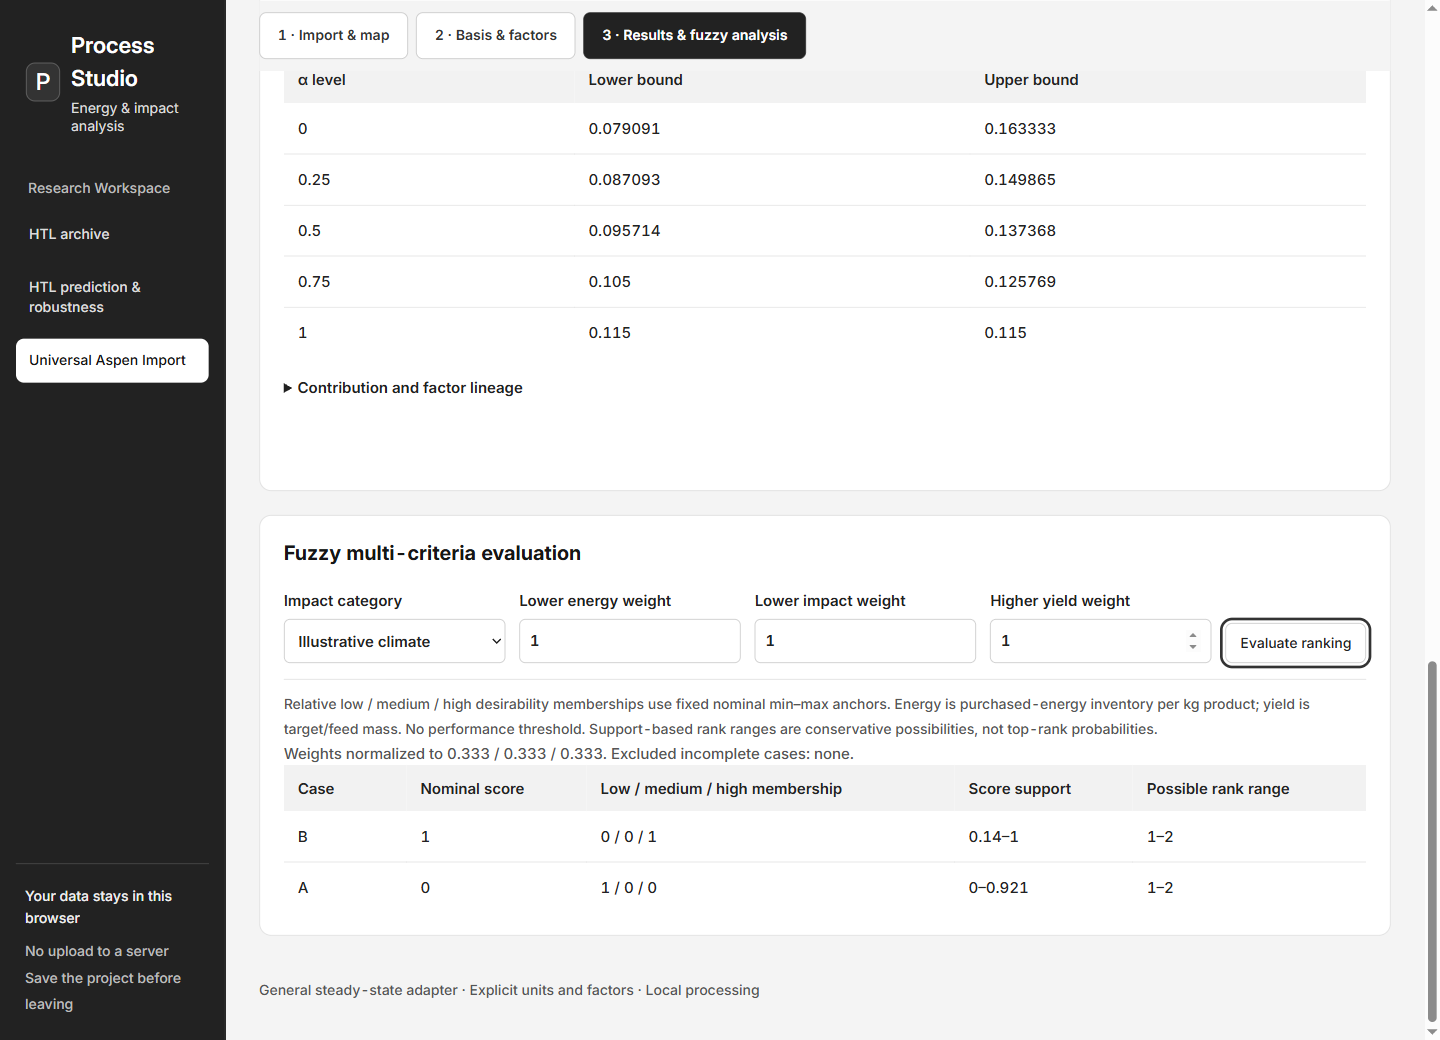 P
Process
Studio
Energy & impact
analysis
Research Workspace
HTL archive
HTL prediction &
robustness
Universal Aspen Import
Your data stays in this
browser
No upload to a server
Save the project before
leaving
1 · Import & map
2 · Basis & factors
3 · Results & fuzzy analysis
α level Lower bound Upper bound
0 0.079091 0.163333
0.25 0.087093 0.149865
0.5 0.095714 0.137368
0.75 0.105 0.125769
1 0.115 0.115
Contribution and factor lineage
Fuzzy multi-criteria evaluation
Impact category Lower energy weight Lower impact weight Higher yield weight
Illustrative climate 1 1 1 Evaluate ranking
Relative low / medium / high desirability memberships use fixed nominal min–max anchors. Energy is purchased-energy inventory per kg product; yield is
target/feed mass. No performance threshold. Support-based rank ranges are conservative possibilities, not top-rank probabilities.
Weights normalized to 0.333 / 0.333 / 0.333. Excluded incomplete cases: none.
Case Nominal score Low / medium / high membership Score support Possible rank range
B 1 0 / 0 / 1 0.14–1 1–2
A 0 1 / 0 / 0 0–0.921 1–2
General steady-state adapter · Explicit units and factors · Local processing